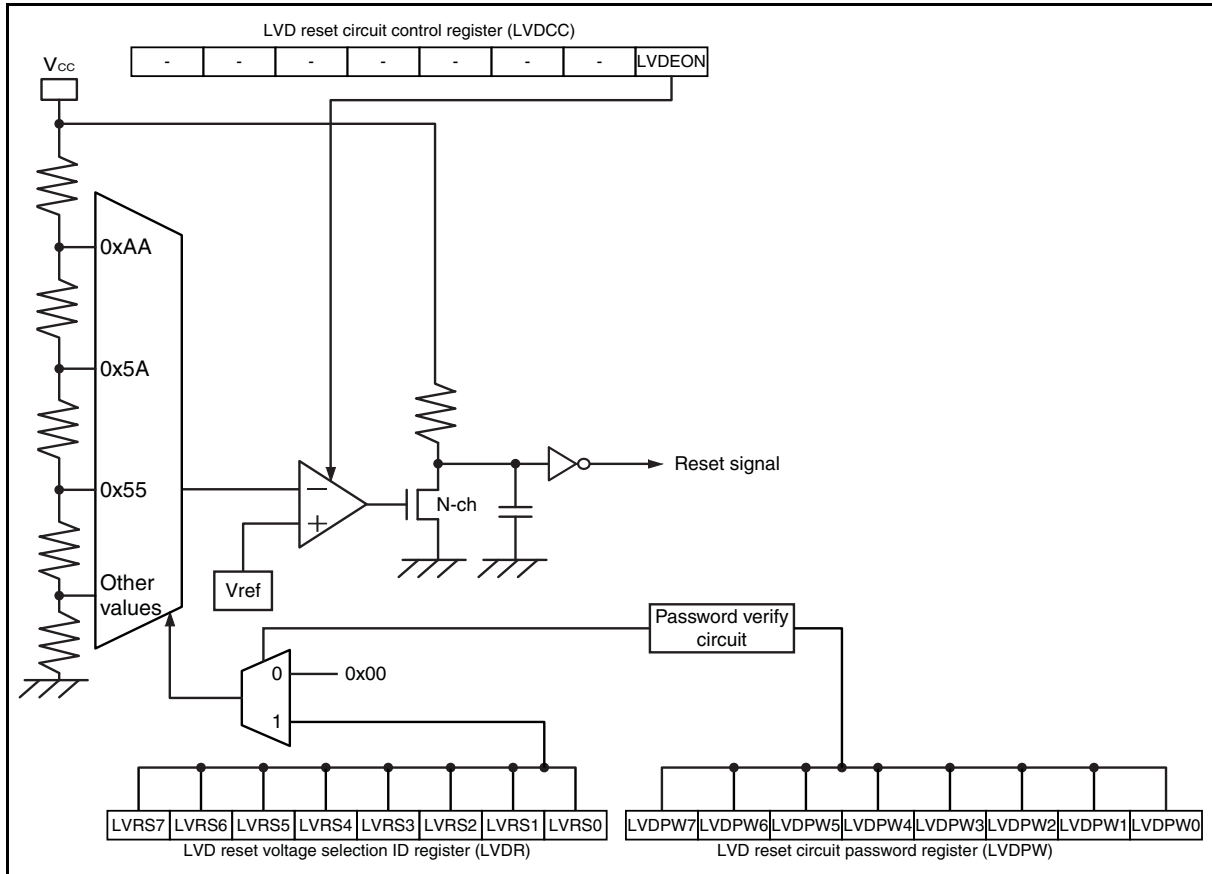 LVD reset circuit control register (LVDCC)
Vcc
- - - - - - - LVDEON
0xAA
0x5A
0x55
Other
values
−
+
N-ch
Reset signal
Vref
Password verify
circuit
0
0x00
1
LVRS7 LVRS6 LVRS5 LVRS4 LVRS3 LVRS2 LVRS1 LVRS0
LVD reset voltage selection ID register (LVDR)
LVDPW7 LVDPW6 LVDPW5 LVDPW4 LVDPW3 LVDPW2 LVDPW1 LVDPW0
LVD reset circuit password register (LVDPW)